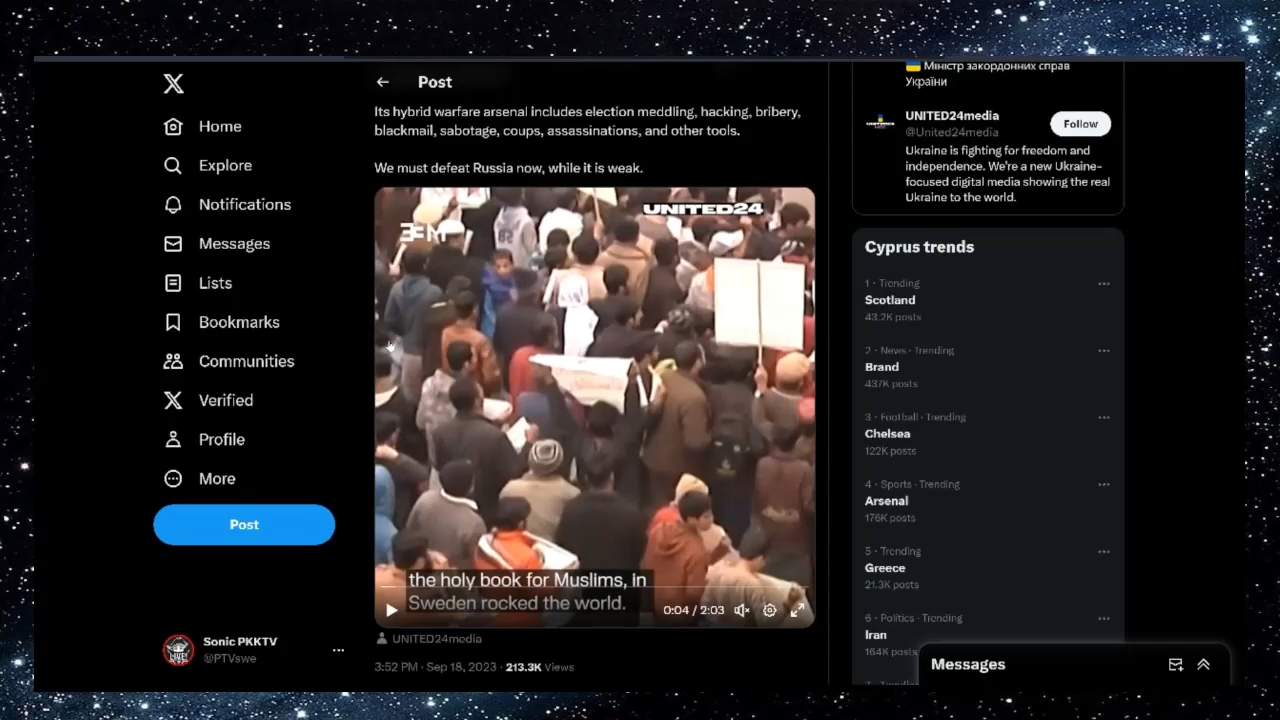 Home
Explore
Notifications
Messages
Lists
Bookmarks
Communities
Verified
Profile
More
Post
Sonic PKKTV
@PTVswe
Post
Its hybrid warfare arsenal includes election meddling, hacking, bribery,
blackmail, sabotage, coups, assassinations, and other tools.
We must defeat Russia now, while it is weak.
UNITED24
the holy book for Muslims, in
Sweden rocked the world.
0:04 / 2:03
UNITED24media
3:52 PM · Sep 18, 2023 · 213.3K Views
Міністр закордонних справ
України
UNITED24media
@United24media
Follow
Ukraine is fighting for freedom and
independence. We're a new Ukraine-
focused digital media showing the real
Ukraine to the world.
Cyprus trends
1 · Trending
Scotland
43.2K posts
2 · News · Trending
Brand
437K posts
3 · Football · Trending
Chelsea
122K posts
4 · Sports · Trending
Arsenal
176K posts
5 · Trending
Greece
21.3K posts
6 · Politics · Trending
Iran
164K posts
Messages